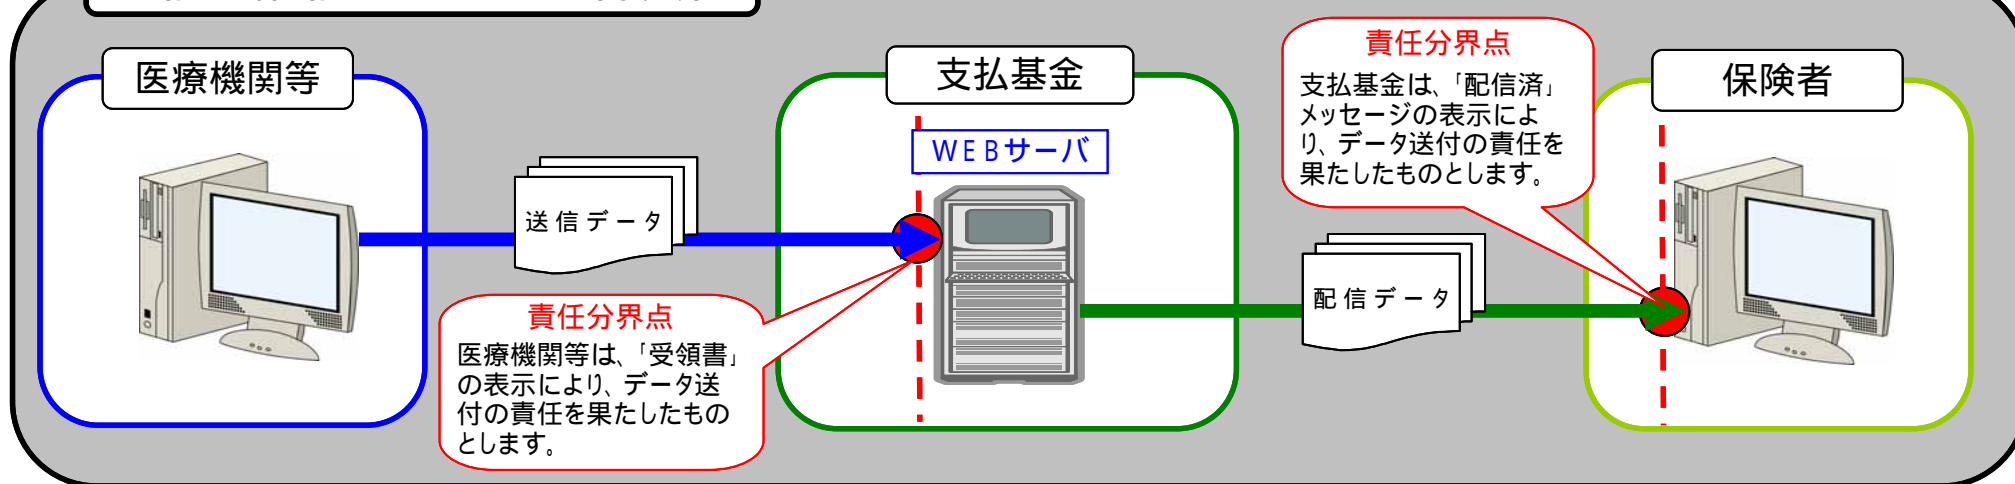 医療機関等
支払基金
保険者
責任分界点
支払基金は、「配信済」
メッセージの表示によ
り、データ送付の責任を
果たしたものとします。
WEBサーバ
送信データ
配信データ
責任分界点
医療機関等は、「受領書」
の表示により、データ送
付の責任を果たしたもの
とします。